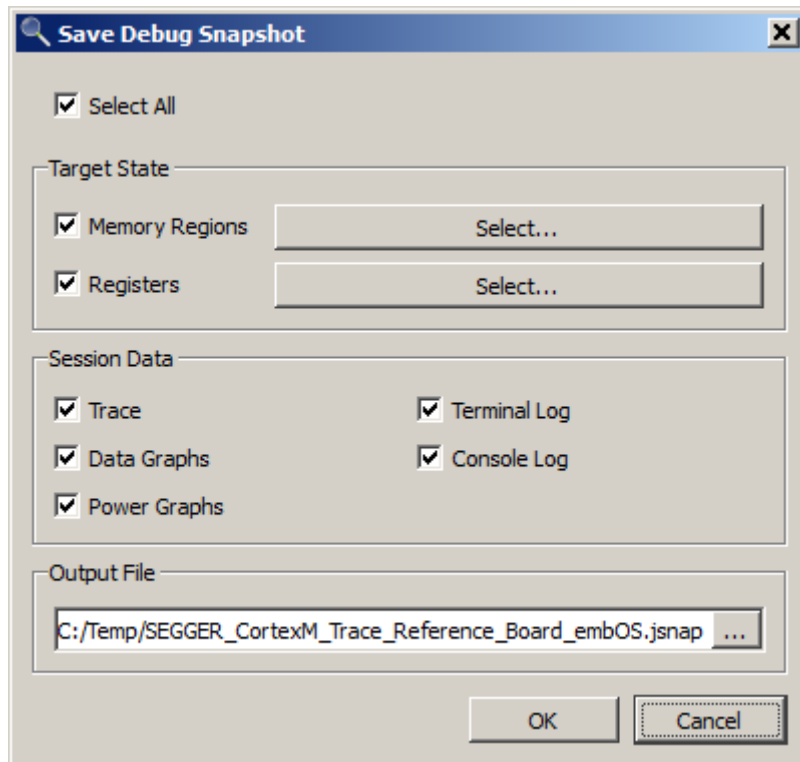 Save Debug Snapshot
Select All
Target State
Memory Regions
Select...
Registers
Select...
Session Data
Trace
Terminal Log
Data Graphs
Console Log
Power Graphs
Output File
C:/Temp/SEGGER_CortexM_Trace_Reference_Board_embOS.jsnap ...
OK
Cancel